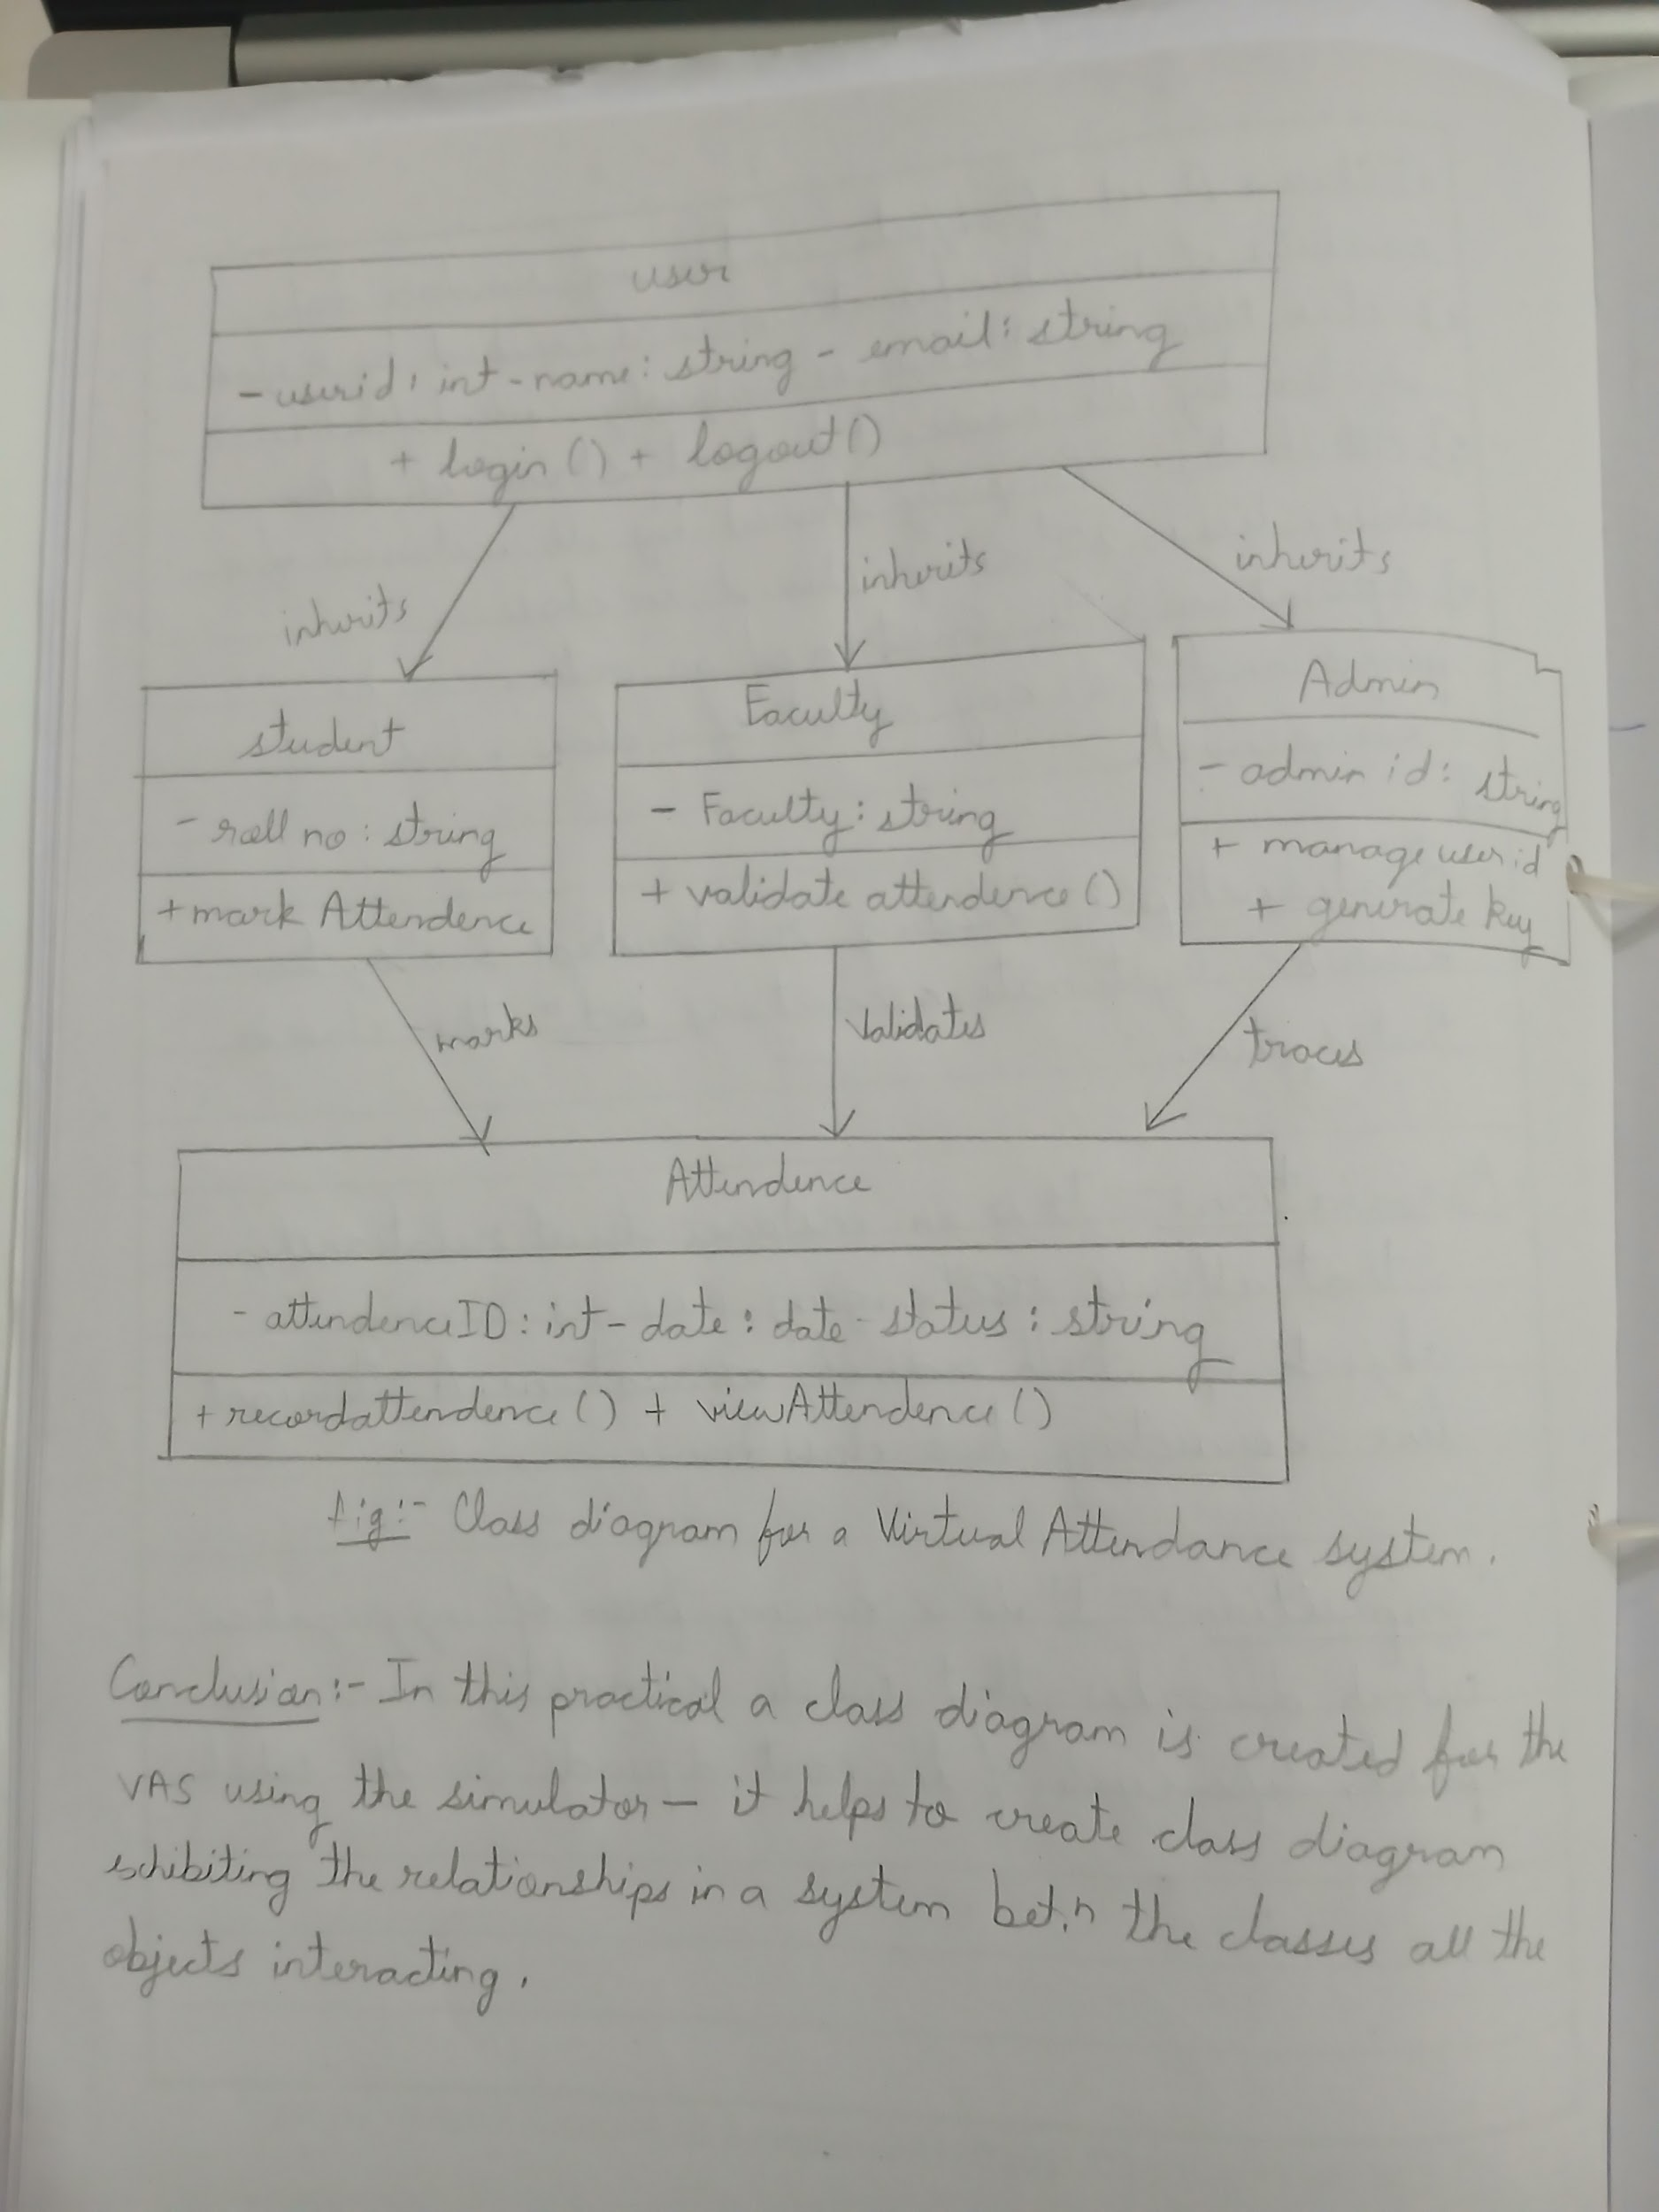 user
- userid: int - name: string - email: string
+ login () + logout ()
inherits
inherits
inherits
student
- roll no: string
+ mark Attendence
Faculty
- Faculty: string
+ validate attendence ()
Admin
- admin id: string
+ manage user id
+ generate key
marks
validates
traces
Attendence
- attendenceID: int - date: date - status: string
+ recordattendence () + viewAttendence ()
fig:- Class diagram for a Virtual Attendance system.
Conclusion:- In this practical a class diagram is created for the
VAS using the simulator — it helps to create class diagram
exhibiting the relationships in a system bet.n the classes all the
objects interacting.